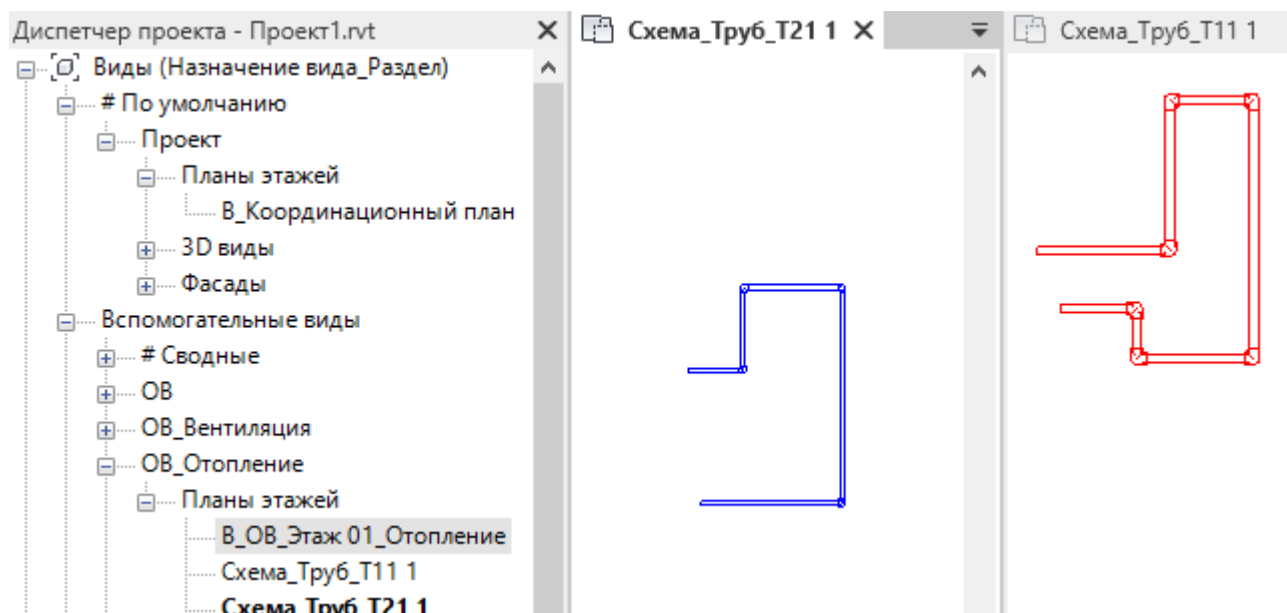 Диспетчер проекта - Проект1.rvt
Виды (Назначение вида_Раздел)
# По умолчанию
Проект
Планы этажей
В_Координационный план
3D виды
Фасады
Вспомогательные виды
# Сводные
ОВ
ОВ_Вентиляция
ОВ_Отопление
Планы этажей
В_ОВ_Этаж 01_Отопление
Схема_Труб_Т11 1
Схема_Труб_Т21 1
Схема_Труб_Т21 1
Схема_Труб_Т11 1